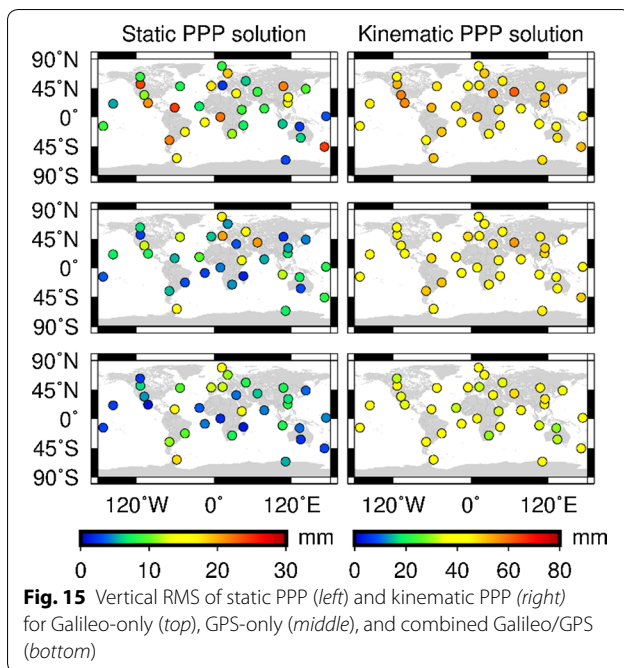 Static PPP solution Kinematic PPP solution
90˚N
45˚N
0˚
45˚S
90˚S
90˚N
45˚N
0˚
45˚S
90˚S
90˚N
45˚N
0˚
45˚S
90˚S
120˚W 0˚ 120˚E 120˚W 0˚ 120˚E
mm mm
0 10 20 30 0 20 40 60 80
Fig. 15 Vertical RMS of static PPP (left) and kinematic PPP (right)
for Galileo-only (top), GPS-only (middle), and combined Galileo/GPS
(bottom)